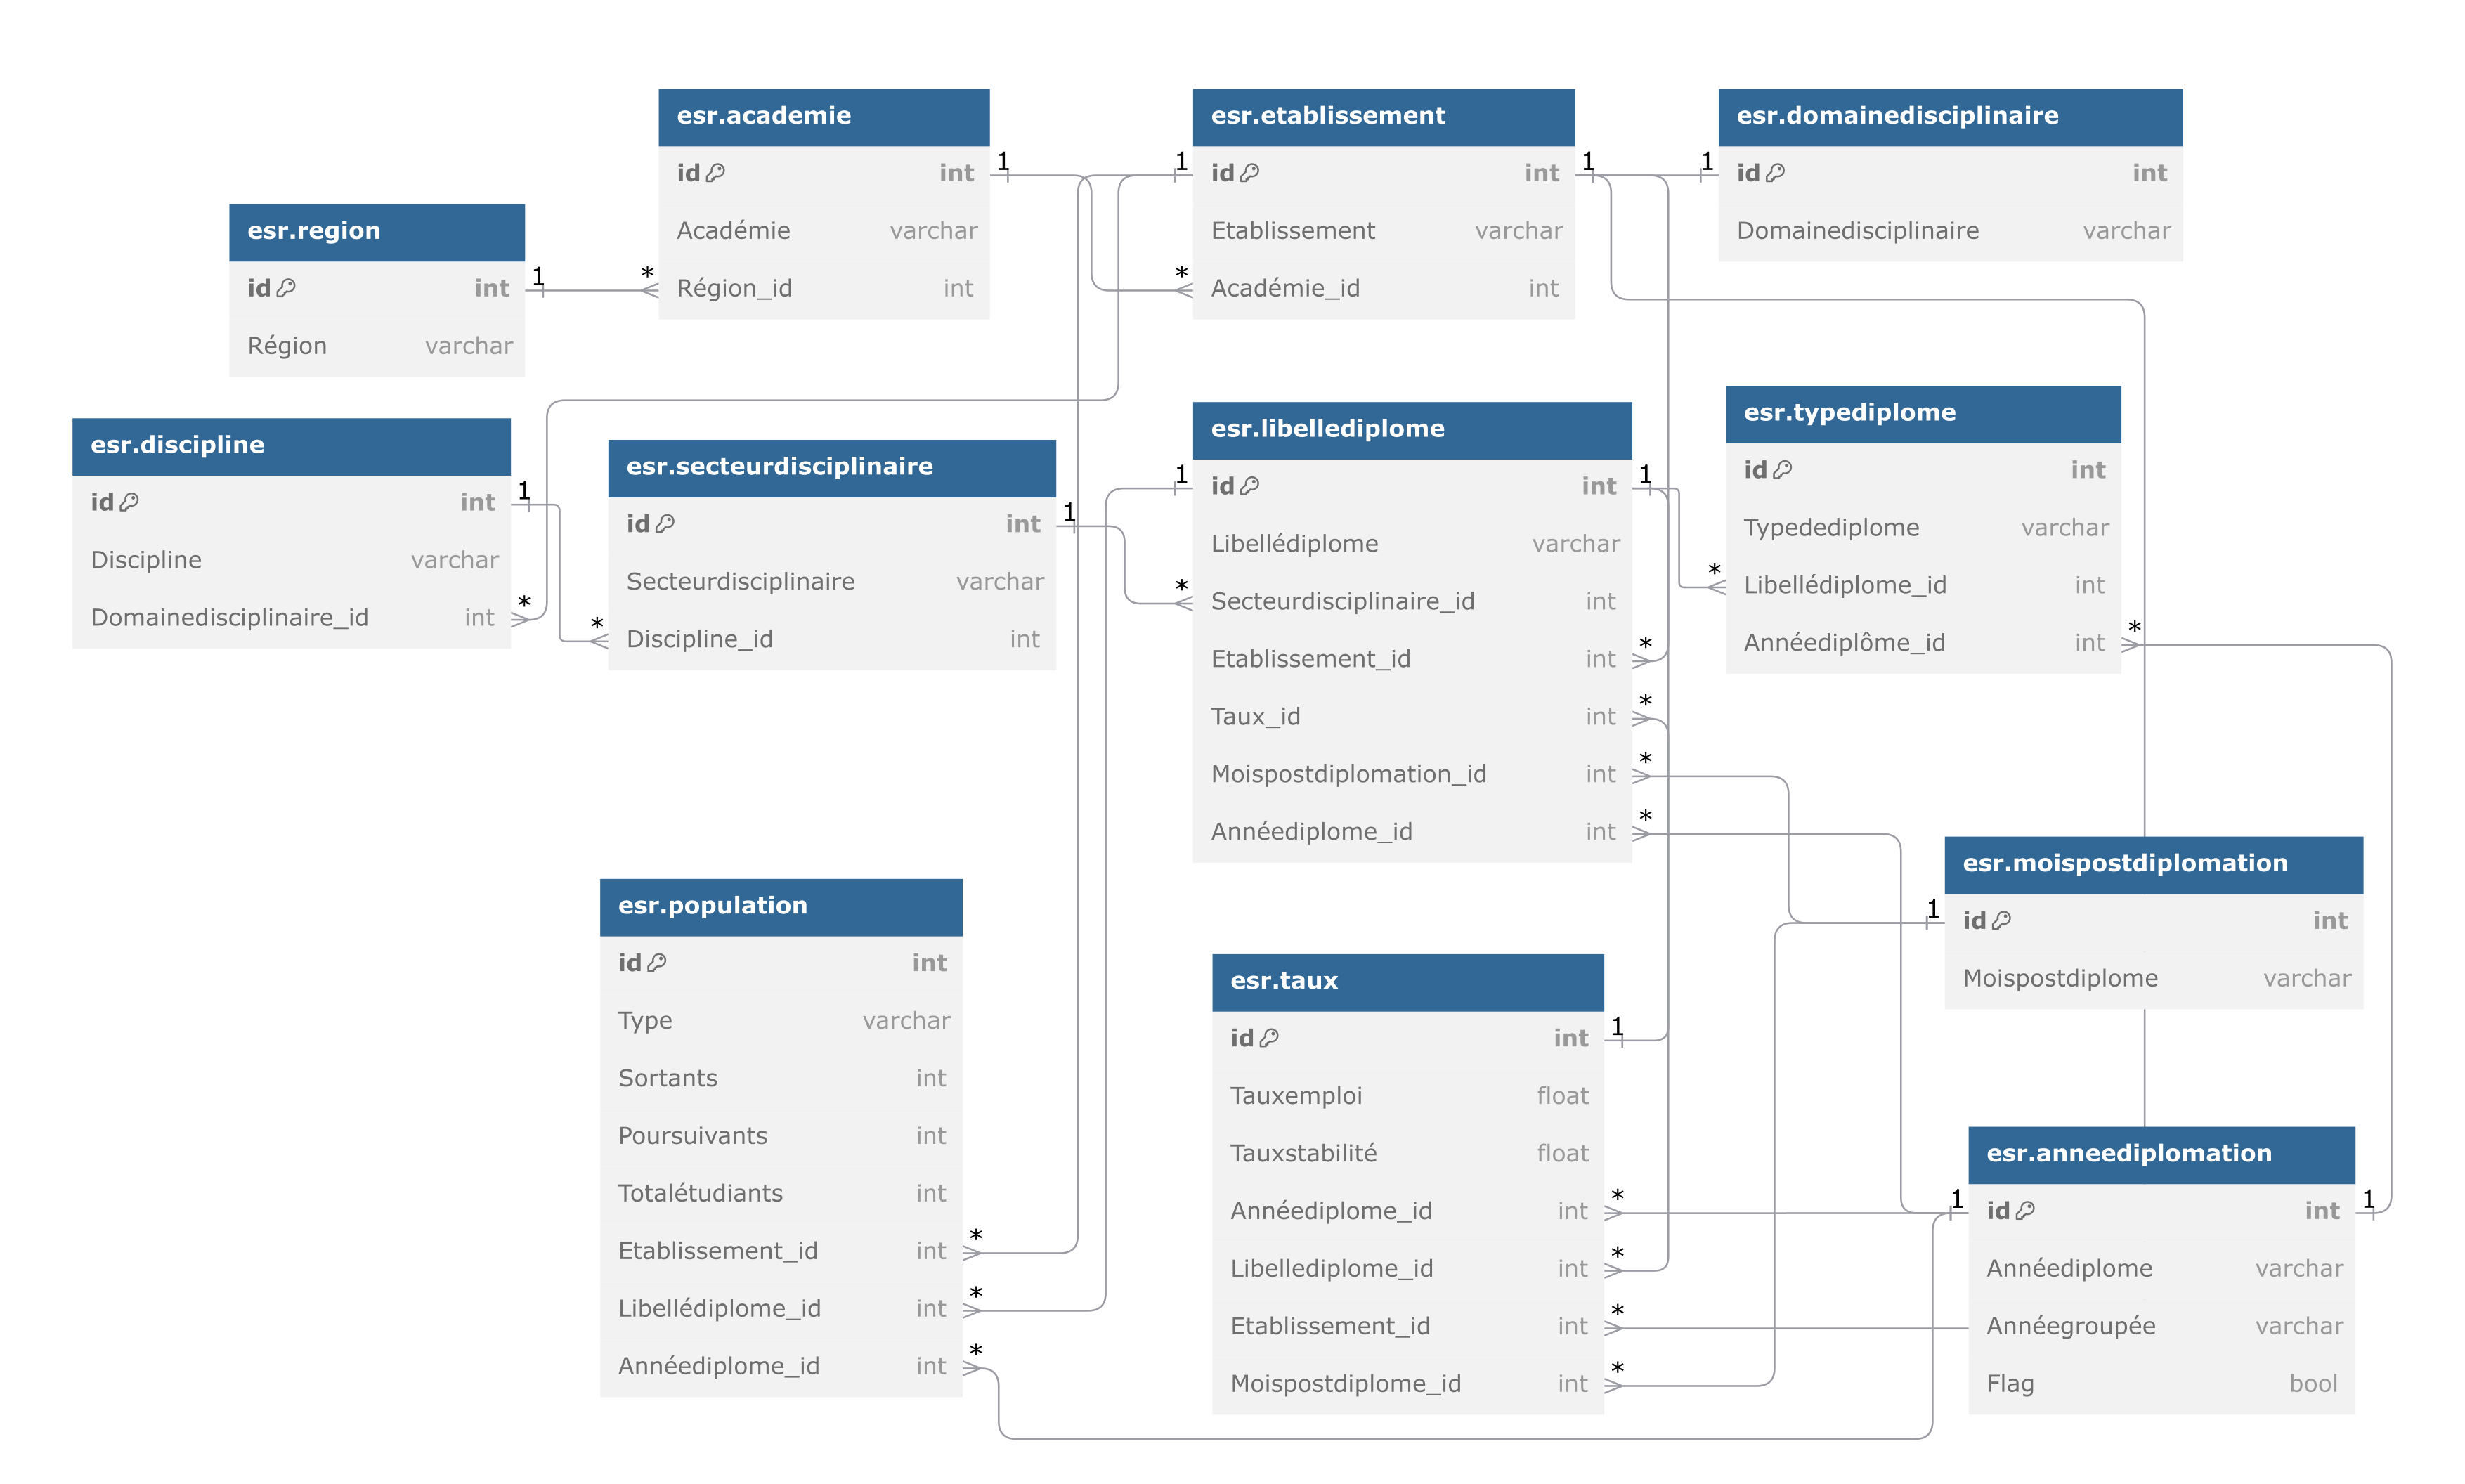 esr.academie
id int
Académie varchar
Région_id int
esr.etablissement
id int
Etablissement varchar
Académie_id int
esr.domainedisciplinaire
id int
Domainedisciplinaire varchar
esr.region
id int
Région varchar
esr.discipline
id int
Discipline varchar
Domainedisciplinaire_id int
esr.secteurdisciplinaire
id int
Secteurdisciplinaire varchar
Discipline_id int
esr.libellediplome
id int
Libellédiplome varchar
Secteurdisciplinaire_id int
Etablissement_id int
Taux_id int
Moispostdiplomation_id int
Annéediplome_id int
esr.typediplome
id int
Typedediplome varchar
Libellédiplome_id int
Annéediplôme_id int
esr.population
id int
Type varchar
Sortants int
Poursuivants int
Totalétudiants int
Etablissement_id int
Libellédiplome_id int
Annéediplome_id int
esr.taux
id int
Tauxemploi float
Tauxstabilité float
Annéediplome_id int
Libellediplome_id int
Etablissement_id int
Moispostdiplome_id int
esr.moispostdiplomation
id int
Moispostdiplome varchar
esr.anneediplomation
id int
Annéediplome varchar
Annéegroupée varchar
Flag bool
1 1 1 1
1 * *
1 1 1
1 *
* * *
*
*
*
*
1
1
*
* 1 1
*
* *
*
*